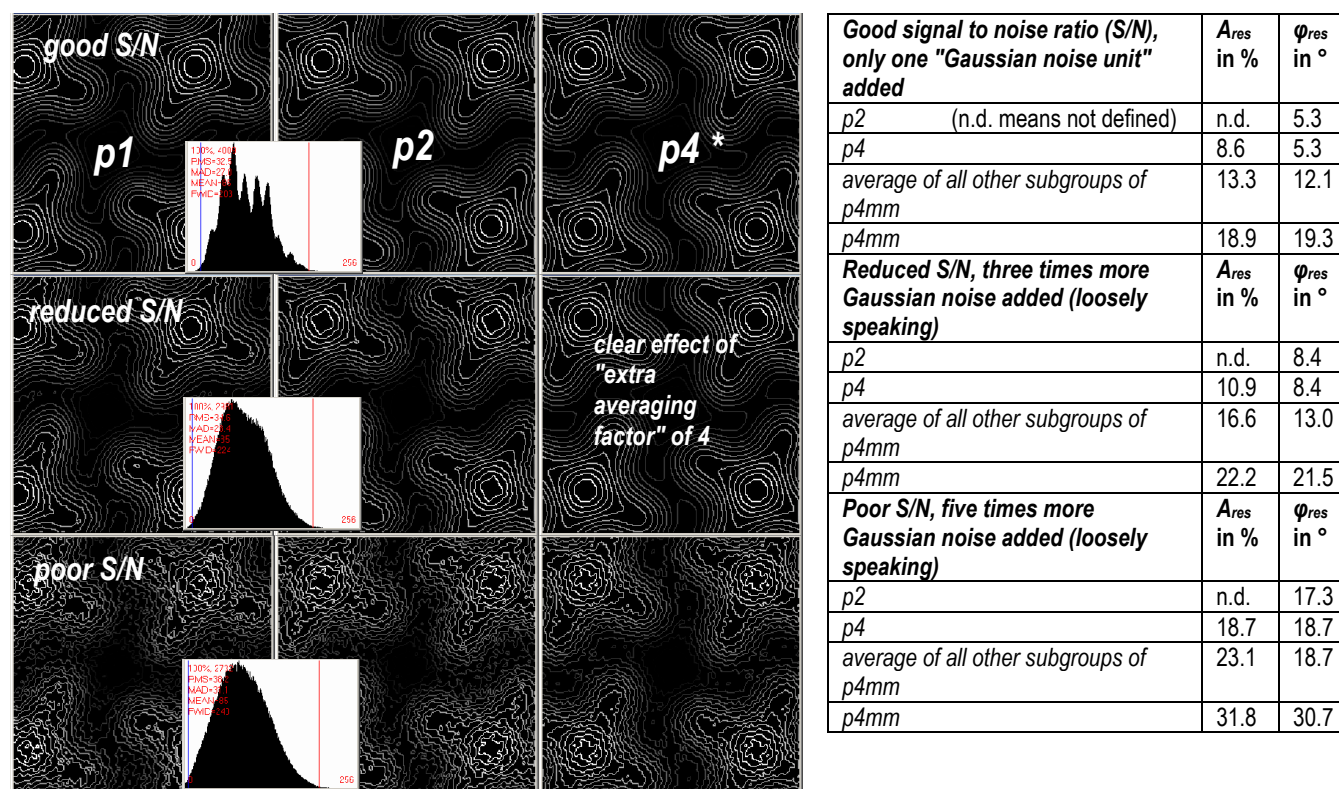 good S/N
p1
p2
p4 *
0
256
reduced S/N
clear effect of
"extra
averaging
factor" of 4
256
poor S/N
256
Good signal to noise ratio (S/N), only one "Gaussian noise unit" added Ares in % φres in °
p2 (n.d. means not defined) n.d. 5.3
p4 8.6 5.3
average of all other subgroups of p4mm 13.3 12.1
p4mm 18.9 19.3
Reduced S/N, three times more Gaussian noise added (loosely speaking) Ares in % φres in °
p2 n.d. 8.4
p4 10.9 8.4
average of all other subgroups of p4mm 16.6 13.0
p4mm 22.2 21.5
Poor S/N, five times more Gaussian noise added (loosely speaking) Ares in % φres in °
p2 n.d. 17.3
p4 18.7 18.7
average of all other subgroups of p4mm 23.1 18.7
p4mm 31.8 30.7